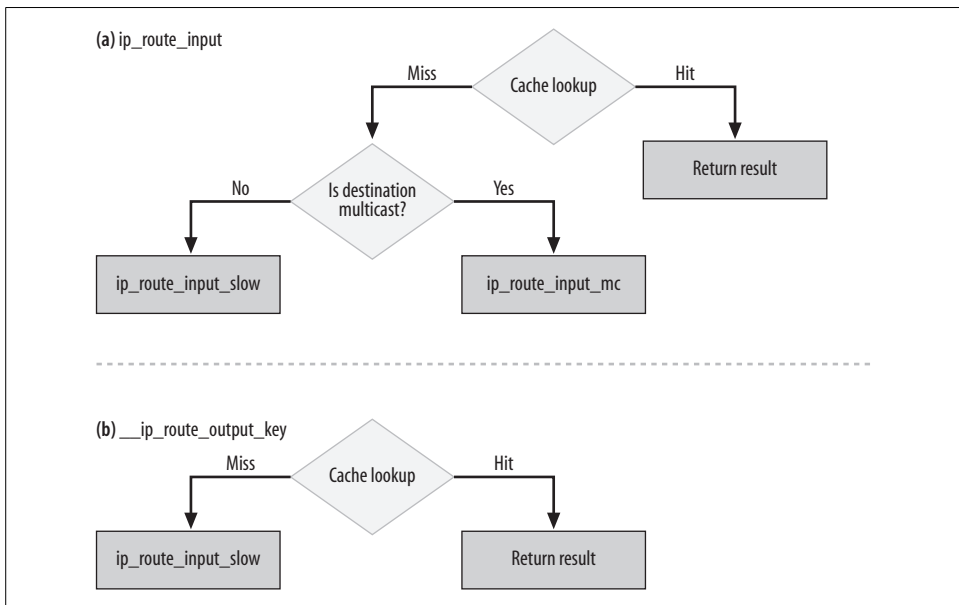 (a) ip_route_input
Cache lookup
Miss
Hit
Return result
Is destination
multicast?
No
Yes
ip_route_input_slow
ip_route_input_mc
(b) __ip_route_output_key
Cache lookup
Miss
Hit
ip_route_input_slow
Return result